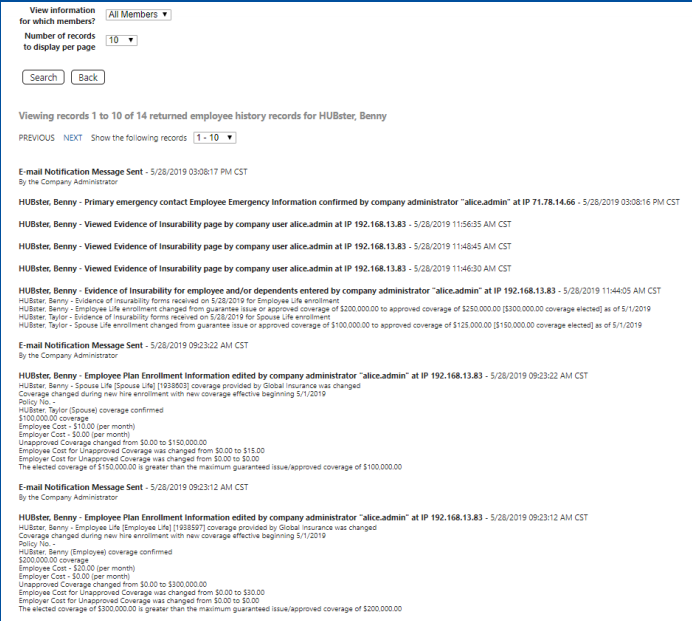 View information
for which members?
All Members
Number of records
to display per page
10
Search Back
Viewing records 1 to 10 of 14 returned employee history records for HUBster, Benny
PREVIOUS NEXT Show the following records 1 - 10
E-mail Notification Message Sent - 5/28/2019 03:08:17 PM CST
By the Company Administrator
HUBster, Benny - Primary emergency contact Employee Emergency Information confirmed by company administrator "alice.admin" at IP 71.78.14.66 - 5/28/2019 03:08:16 PM CST
HUBster, Benny - Viewed Evidence of Insurability page by company user alice.admin at IP 192.168.13.83 - 5/28/2019 11:56:35 AM CST
HUBster, Benny - Viewed Evidence of Insurability page by company user alice.admin at IP 192.168.13.83 - 5/28/2019 11:48:45 AM CST
HUBster, Benny - Viewed Evidence of Insurability page by company user alice.admin at IP 192.168.13.83 - 5/28/2019 11:46:30 AM CST
HUBster, Benny - Evidence of Insurability for employee and/or dependents entered by company administrator "alice.admin" at IP 192.168.13.83 - 5/28/2019 11:44:05 AM CST
HUBster, Benny - Evidence of Insurability forms received on 5/28/2019 for Employee Life enrollment
HUBster, Benny - Employee Life enrollment changed from guarantee issue or approved coverage of $200,000.00 to approved coverage of $250,000.00 [$300,000.00 coverage elected] as of 5/1/2019
HUBster, Taylor - Evidence of Insurability forms received on 5/28/2019 for Spouse Life enrollment
HUBster, Taylor - Spouse Life enrollment changed from guarantee issue or approved coverage of $100,000.00 to approved coverage of $125,000.00 [$150,000.00 coverage elected] as of 5/1/2019
E-mail Notification Message Sent - 5/28/2019 09:23:22 AM CST
By the Company Administrator
HUBster, Benny - Employee Plan Enrollment Information edited by company administrator "alice.admin" at IP 192.168.13.83 - 5/28/2019 09:23:22 AM CST
HUBster, Benny - Spouse Life [Spouse Life] [1938603] coverage provided by Global Insurance was changed
Coverage changed during new hire enrollment with new coverage effective beginning 5/1/2019
Policy No. -
HUBster, Taylor (Spouse) coverage confirmed
$100,000.00 coverage
Employee Cost - $10.00 (per month)
Employer Cost - $0.00 (per month)
Unapproved Coverage changed from $0.00 to $150,000.00
Employee Cost for Unapproved Coverage was changed from $0.00 to $15.00
Employer Cost for Unapproved Coverage was changed from $0.00 to $0.00
The elected coverage of $150,000.00 is greater than the maximum guaranteed issue/approved coverage of $100,000.00
E-mail Notification Message Sent - 5/28/2019 09:23:12 AM CST
By the Company Administrator
HUBster, Benny - Employee Plan Enrollment Information edited by company administrator "alice.admin" at IP 192.168.13.83 - 5/28/2019 09:23:12 AM CST
HUBster, Benny - Employee Life [Employee Life] [1938597] coverage provided by Global Insurance was changed
Coverage changed during new hire enrollment with new coverage effective beginning 5/1/2019
Policy No. -
HUBster, Benny (Employee) coverage confirmed
$200,000.00 coverage
Employee Cost - $20.00 (per month)
Employer Cost - $0.00 (per month)
Unapproved Coverage changed from $0.00 to $300,000.00
Employee Cost for Unapproved Coverage was changed from $0.00 to $30.00
Employer Cost for Unapproved Coverage was changed from $0.00 to $0.00
The elected coverage of $300,000.00 is greater than the maximum guaranteed issue/approved coverage of $200,000.00